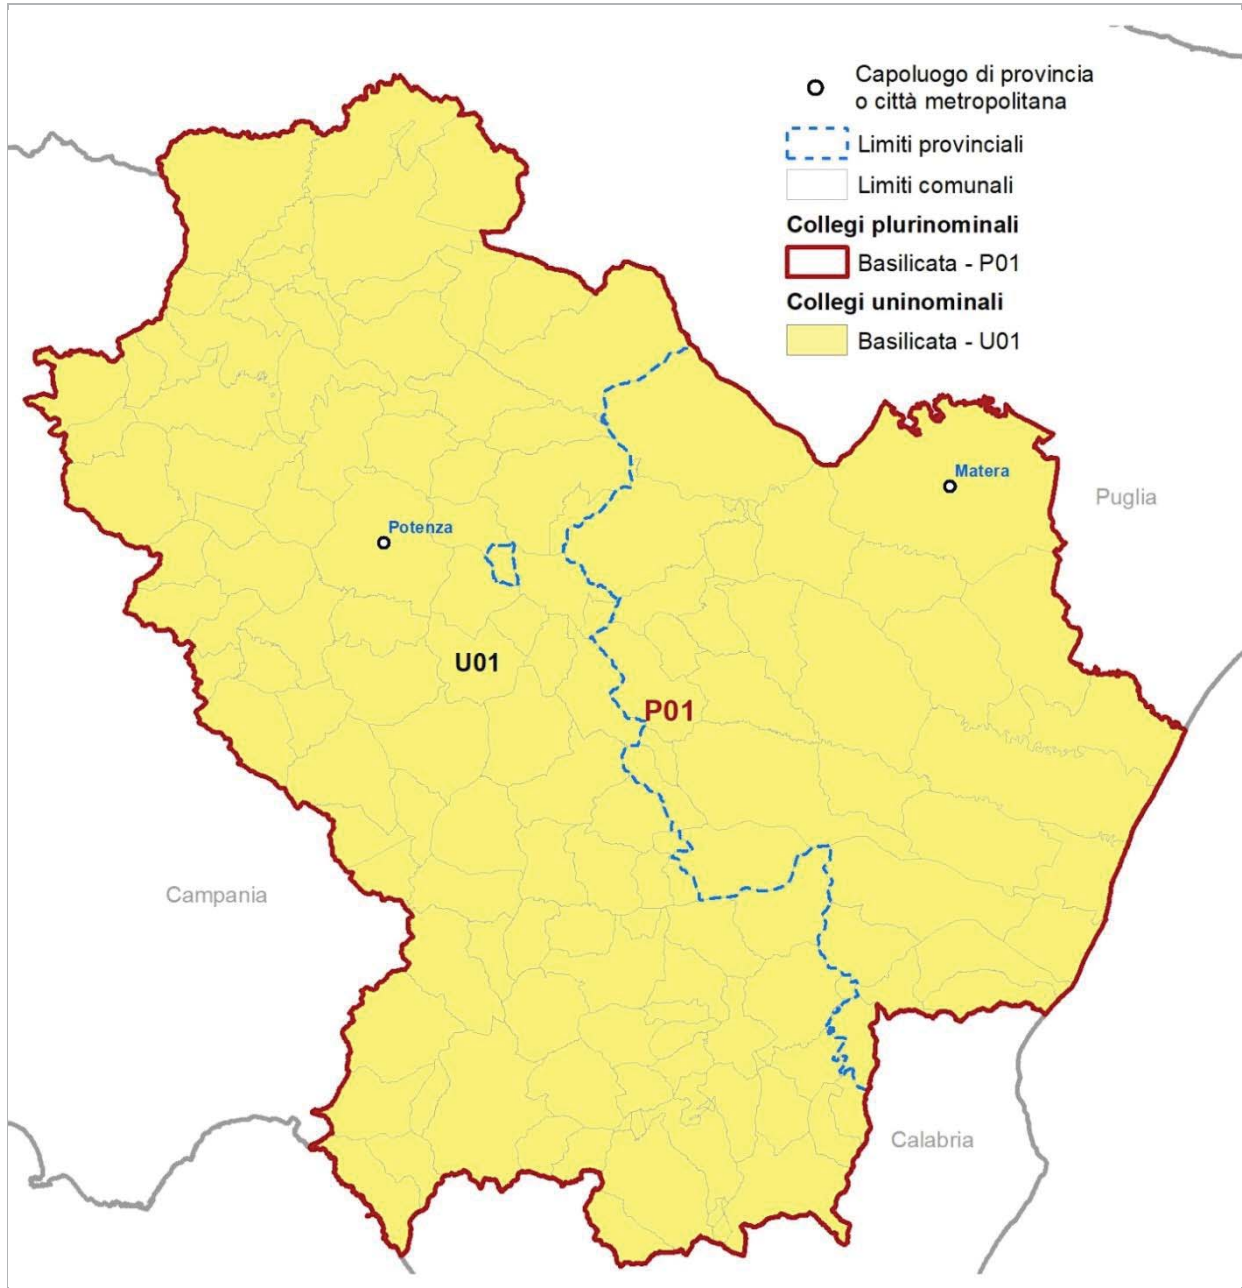 Capoluogo di provincia
o città metropolitana
Limiti provinciali
Limiti comunali
Collegi plurinominali
Basilicata - P01
Collegi uninominali
Basilicata - U01
Matera
Puglia
Potenza
U01
P01
Campania
Calabria